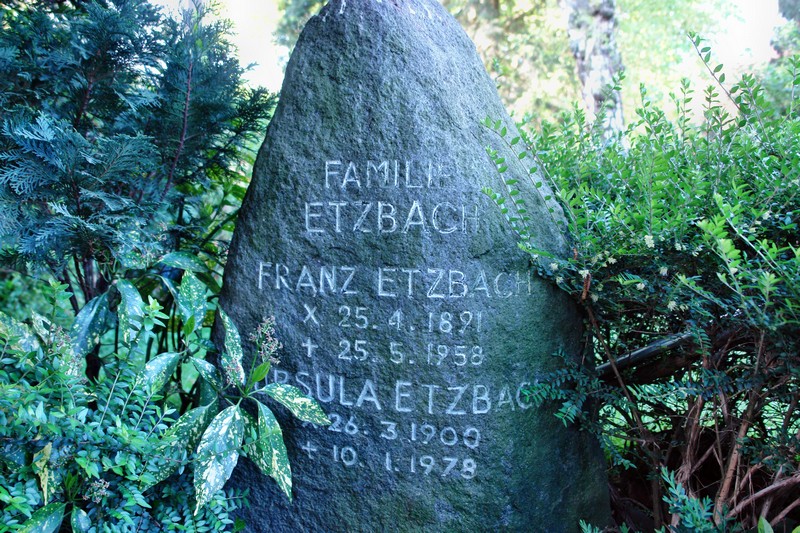 FAMILIE
ETZBACH
FRANZ ETZBACH
X 25.4.1891
+ 25.5.1958
URSULA ETZBACH
26.3.1900
+ 10.1.1978